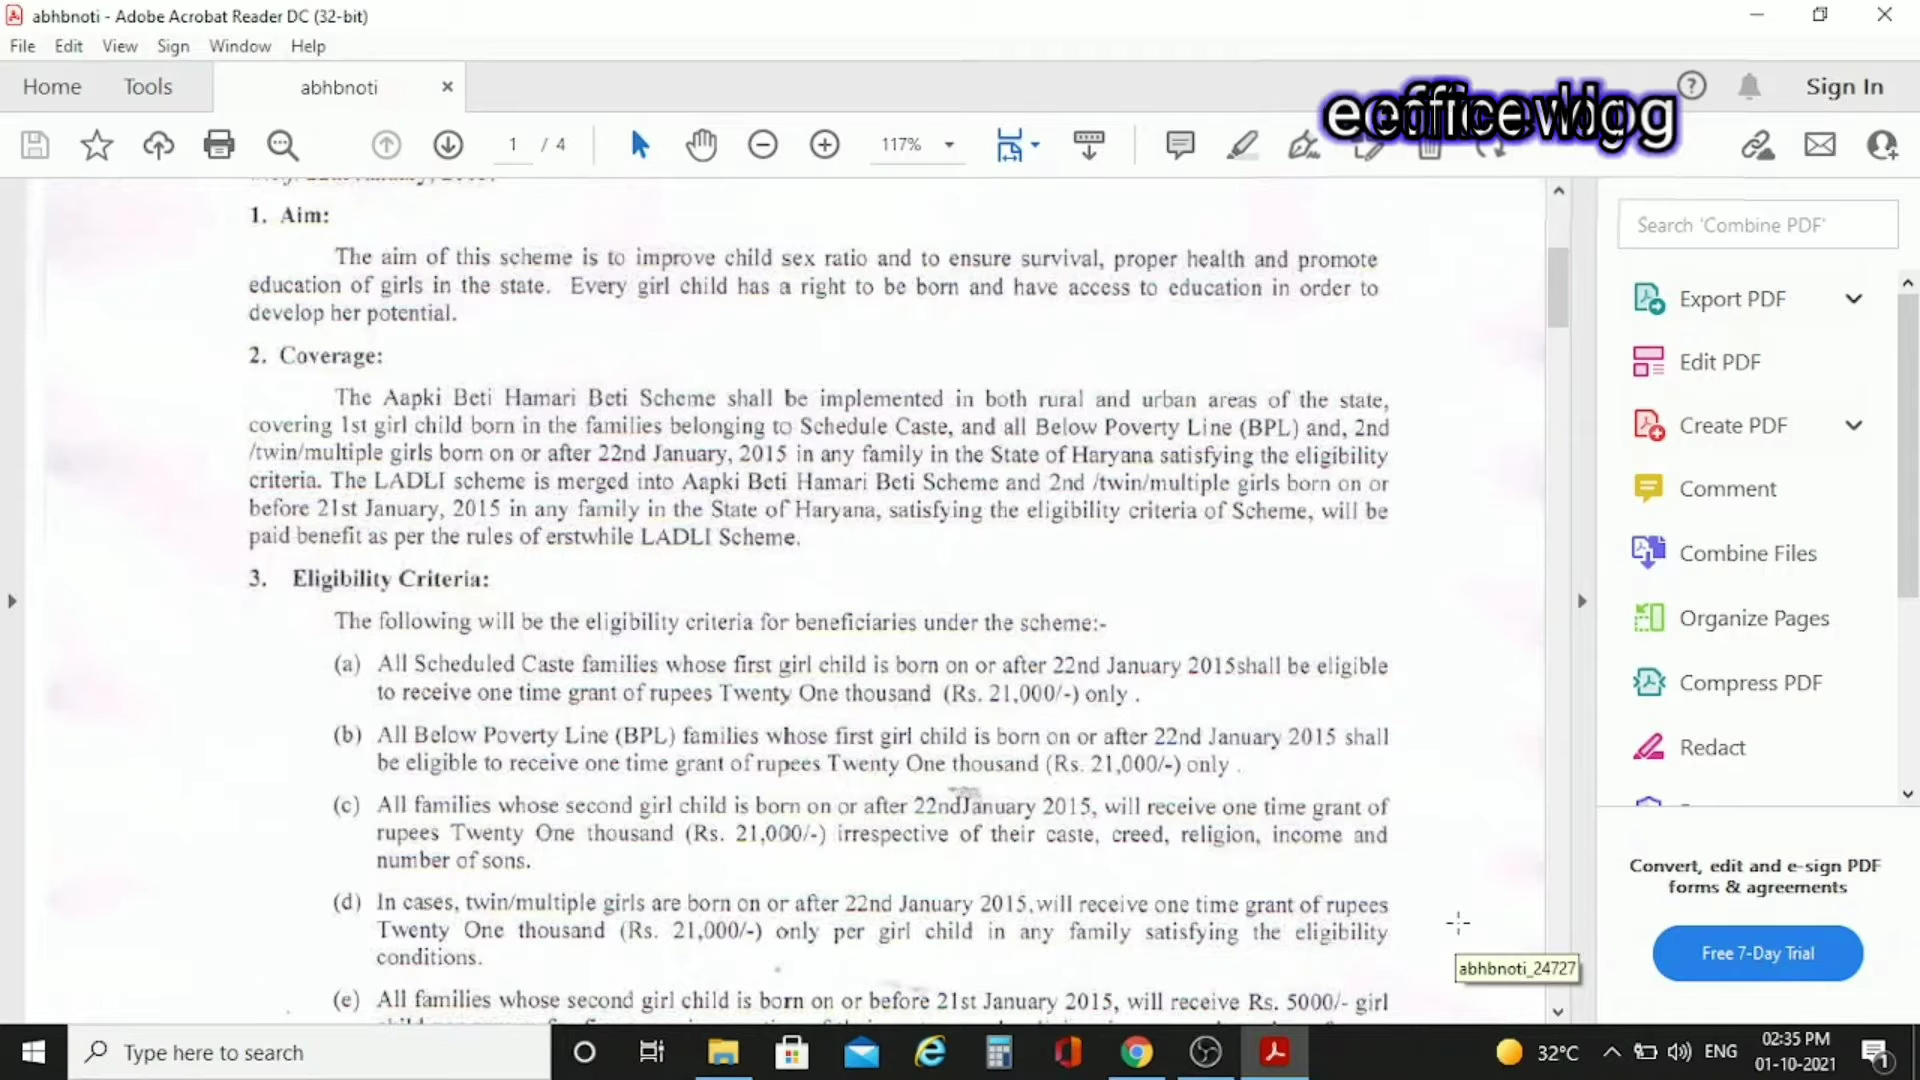 abhbnoti - Adobe Acrobat Reader DC (32-bit)
File Edit View Sign Window Help
Home Tools abhbnoti Sign In
1 / 4 117%
1. Aim:
The aim of this scheme is to improve child sex ratio and to ensure survival, proper health and promote
education of girls in the state. Every girl child has a right to be born and have access to education in order to
develop her potential.
2. Coverage:
The Aapki Beti Hamari Beti Scheme shall be implemented in both rural and urban areas of the state,
covering 1st girl child born in the families belonging to Schedule Caste, and all Below Poverty Line (BPL) and, 2nd
/twin/multiple girls born on or after 22nd January, 2015 in any family in the State of Haryana satisfying the eligibility
criteria. The LADLI scheme is merged into Aapki Beti Hamari Beti Scheme and 2nd /twin/multiple girls born on or
before 21st January, 2015 in any family in the State of Haryana, satisfying the eligibility criteria of Scheme, will be
paid benefit as per the rules of erstwhile LADLI Scheme.
3. Eligibility Criteria:
The following will be the eligibility criteria for beneficiaries under the scheme:-
(a) All Scheduled Caste families whose first girl child is born on or after 22nd January 2015shall be eligible
to receive one time grant of rupees Twenty One thousand (Rs. 21,000/-) only .
(b) All Below Poverty Line (BPL) families whose first girl child is born on or after 22nd January 2015 shall
be eligible to receive one time grant of rupees Twenty One thousand (Rs. 21,000/-) only .
(c) All families whose second girl child is born on or after 22ndJanuary 2015, will receive one time grant of
rupees Twenty One thousand (Rs. 21,000/-) irrespective of their caste, creed, religion, income and
number of sons.
(d) In cases, twin/multiple girls are born on or after 22nd January 2015, will receive one time grant of rupees
Twenty One thousand (Rs. 21,000/-) only per girl child in any family satisfying the eligibility
conditions.
(e) All families whose second girl child is born on or before 21st January 2015, will receive Rs. 5000/- girl
abhbnoti_24727
Search 'Combine PDF'
Export PDF
Edit PDF
Create PDF
Comment
Combine Files
Organize Pages
Compress PDF
Redact
Convert, edit and e-sign PDF
forms & agreements
Free 7-Day Trial
Type here to search
32°C ENG
02:35 PM
01-10-2021
1